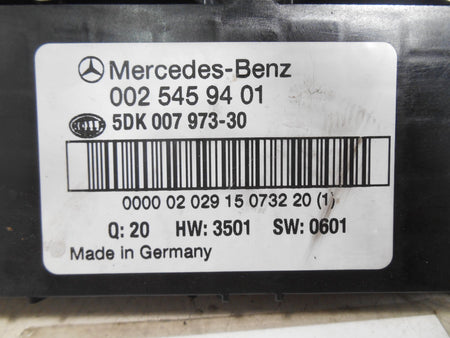 Mercedes-Benz
002 545 94 01
HELLA 5DK 007 973-30
0000 02 029 15 0732 20 (1)
Q: 20 HW: 3501 SW: 0601
Made in Germany